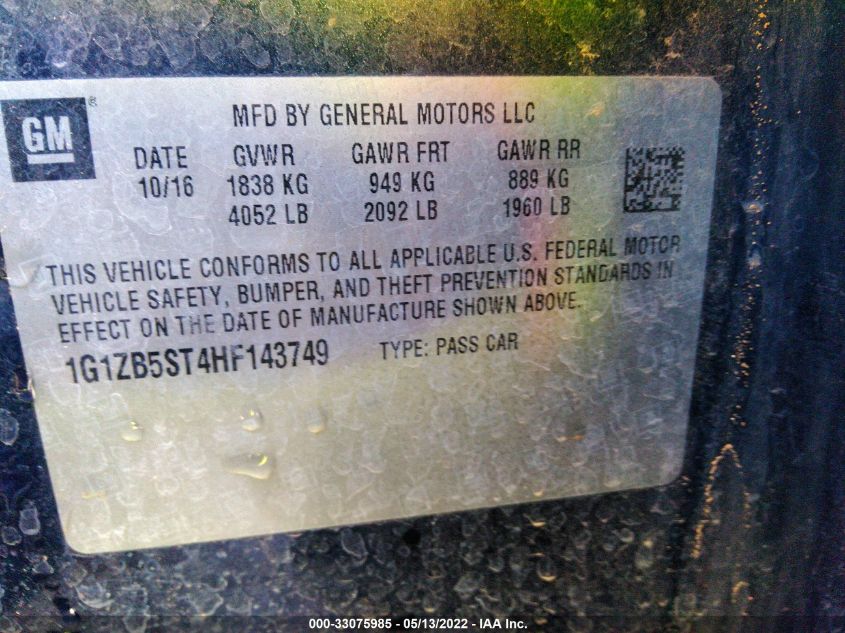 GM ®
MFD BY GENERAL MOTORS LLC
DATE GVWR GAWR FRT GAWR RR
10/16 1838 KG 949 KG 889 KG
4052 LB 2092 LB 1960 LB
THIS VEHICLE CONFORMS TO ALL APPLICABLE U.S. FEDERAL MOTOR
VEHICLE SAFETY, BUMPER, AND THEFT PREVENTION STANDARDS IN
EFFECT ON THE DATE OF MANUFACTURE SHOWN ABOVE.
1G1ZB5ST4HF143749 TYPE: PASS CAR
000-33075985 - 05/13/2022 - IAA Inc.